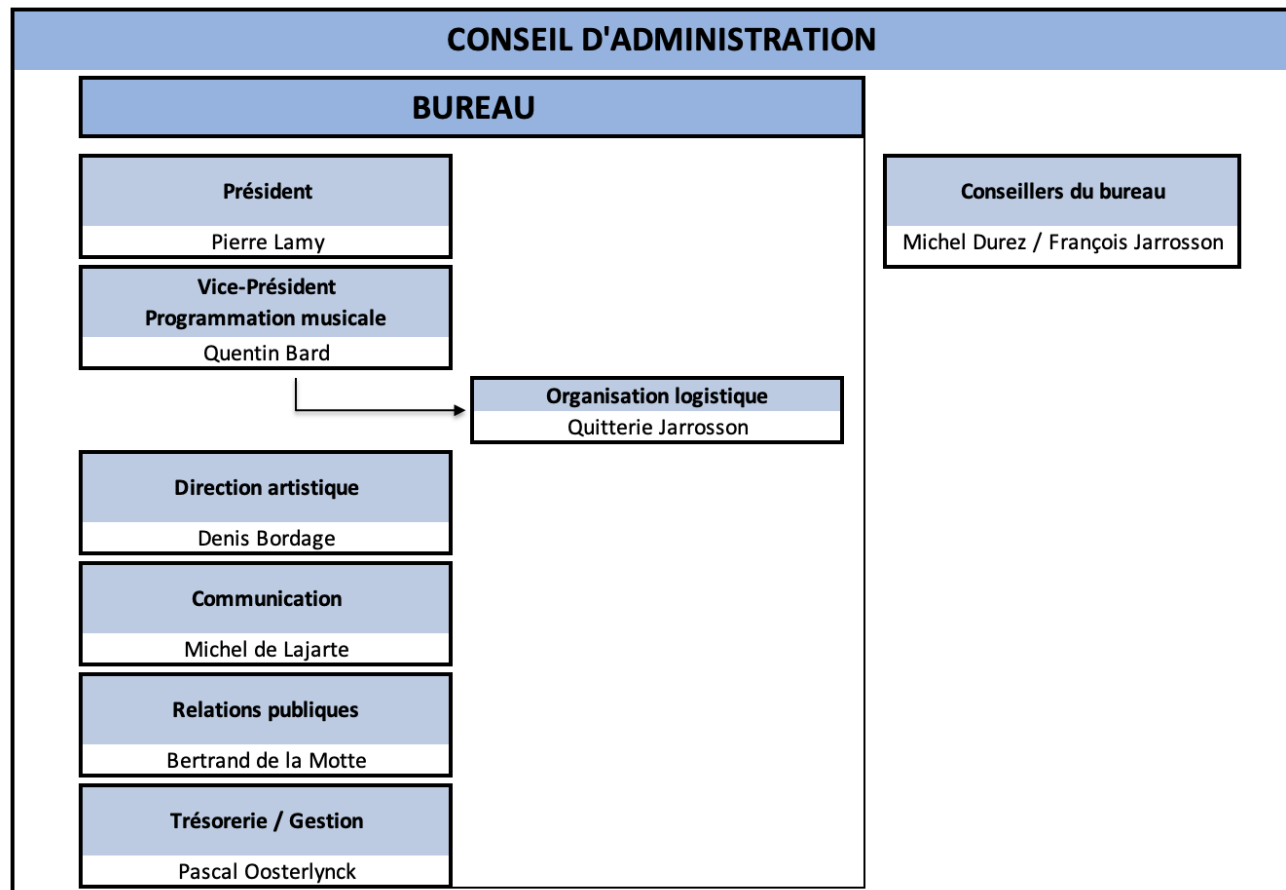 CONSEIL D'ADMINISTRATION
BUREAU
Président
Pierre Lamy
Conseillers du bureau
Michel Durez / François Jarrosson
Vice-Président
Programmation musicale
Quentin Bard
Organisation logistique
Quitterie Jarrosson
Direction artistique
Denis Bordage
Communication
Michel de Lajarte
Relations publiques
Bertrand de la Motte
Trésorerie / Gestion
Pascal Oosterlynck